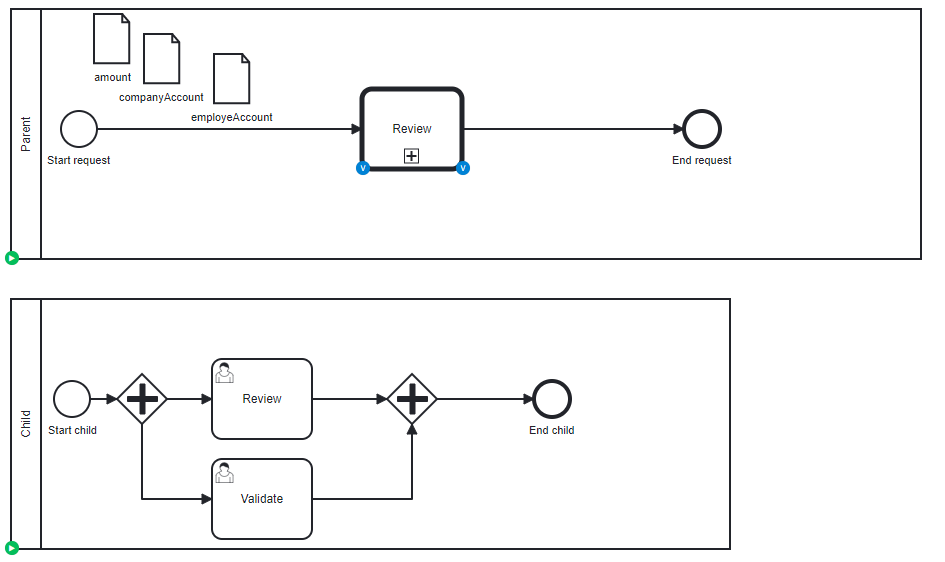 Parent
amount
companyAccount
employeAccount
Start request
Review
V
V
End request
Child
Start child
Review
Validate
End child